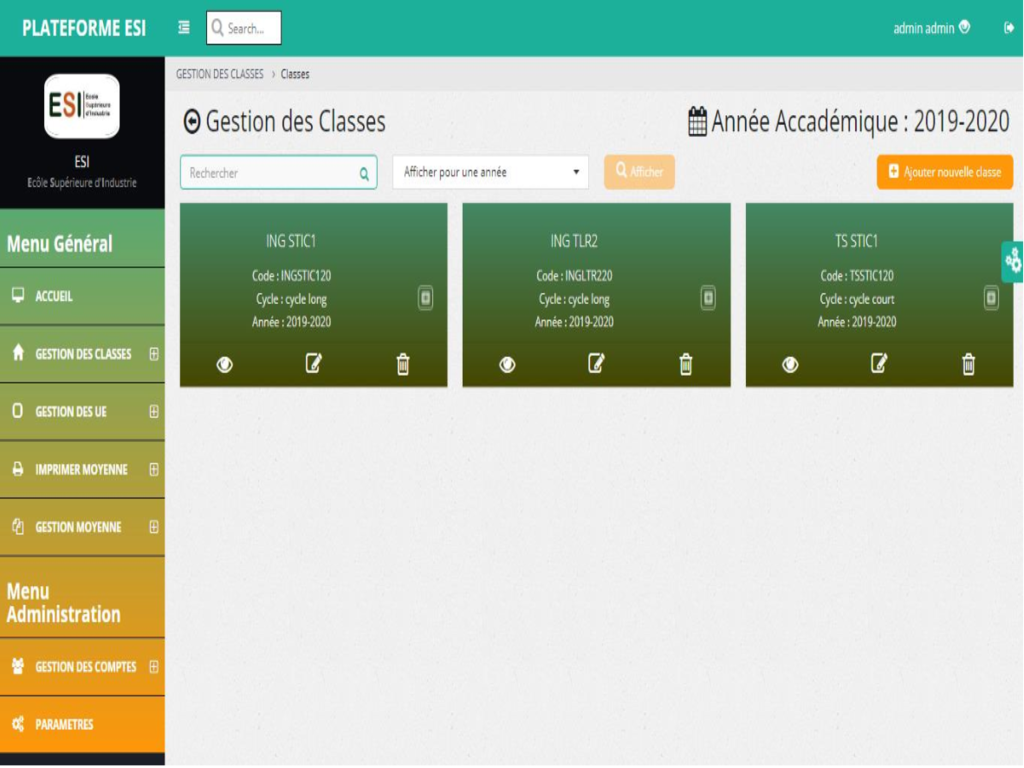 PLATEFORME ESI
Search...
admin admin
ESI
Ecole
Supérieure
d'Industrie
ESI
Ecôle Supérieure d'Industrie
Menu Général
ACCUEIL
GESTION DES CLASSES
GESTION DES UE
IMPRIMER MOYENNE
GESTION MOYENNE
Menu
Administration
GESTION DES COMPTES
PARAMETRES
GESTION DES CLASSES > Classes
Gestion des Classes
Année Accadémique : 2019-2020
Rechercher
Afficher pour une année
Afficher
Ajouter nouvelle classe
ING STIC1
Code : INGSTIC120
Cycle : cycle long
Année : 2019-2020
ING TLR2
Code : INGLTR220
Cycle : cycle long
Année : 2019-2020
TS STIC1
Code : TSSTIC120
Cycle : cycle court
Année : 2019-2020